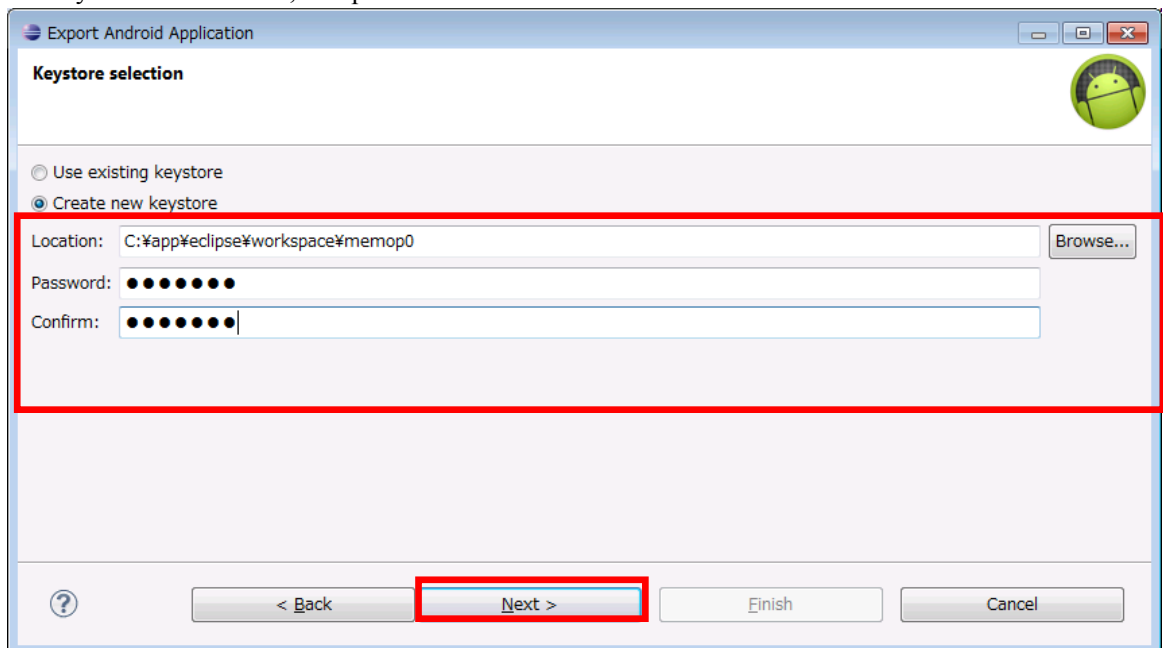 Export Android Application
Keystore selection
Use existing keystore
Create new keystore
Location: C:¥app¥eclipse¥workspace¥memop0 Browse...
Password: ●●●●●●●
Confirm: ●●●●●●●
< Back Next > Finish Cancel